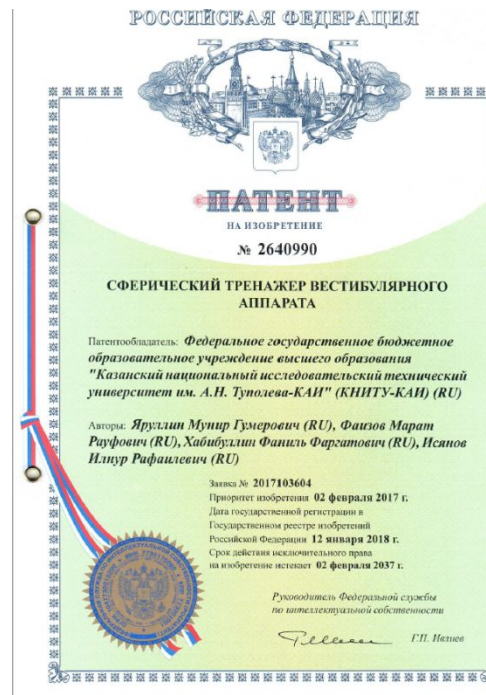 РОССИЙСКАЯ ФЕДЕРАЦИЯ
ПАТЕНТ
НА ИЗОБРЕТЕНИЕ
№ 2640990
СФЕРИЧЕСКИЙ ТРЕНАЖЕР ВЕСТИБУЛЯРНОГО
АППАРАТА
Патентообладатель: Федеральное государственное бюджетное
образовательное учреждение высшего образования
"Казанский национальный исследовательский технический
университет им. А.Н. Туполева-КАИ" (КНИТУ-КАИ) (RU)
Авторы: Яруллин Мунир Гумерович (RU), Фаизов Марат
Рауфович (RU), Хабибуллин Фаниль Фаргатович (RU), Исянов
Илнур Рафаилевич (RU)
Заявка № 2017103604
Приоритет изобретения 02 февраля 2017 г.
Дата государственной регистрации в
Государственном реестре изобретений
Российской Федерации 12 января 2018 г.
Срок действия исключительного права
на изобретение истекает 02 февраля 2037 г.
Руководитель Федеральной службы
по интеллектуальной собственности
Г.П. Ивлиев